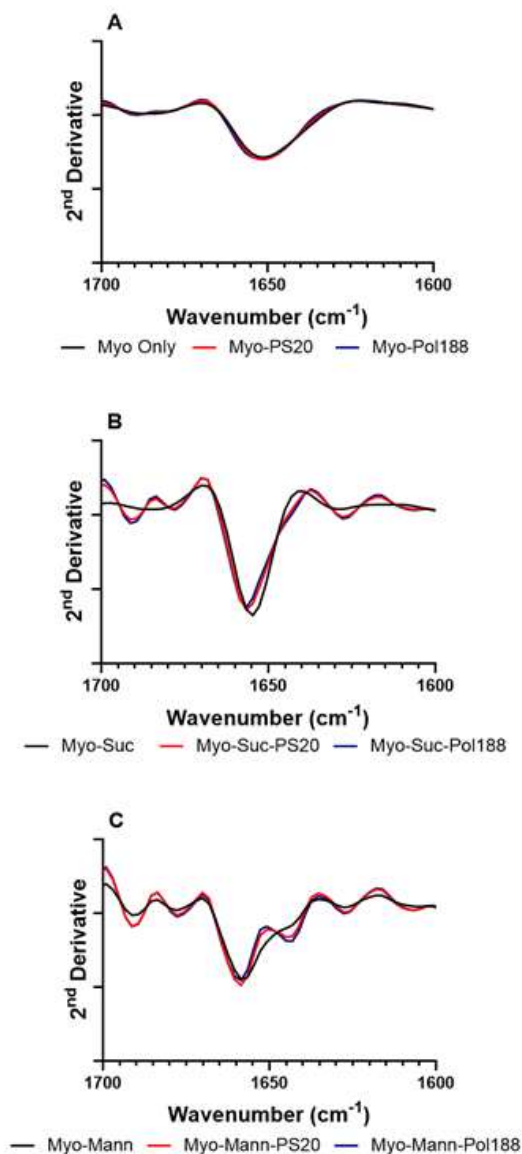 A
2nd Derivative
1700 1650 1600
Wavenumber (cm-1)
Myo Only Myo-PS20 Myo-Pol188
B
2nd Derivative
1700 1650 1600
Wavenumber (cm-1)
Myo-Suc Myo-Suc-PS20 Myo-Suc-Pol188
C
2nd Derivative
1700 1650 1600
Wavenumber (cm-1)
Myo-Mann Myo-Mann-PS20 Myo-Mann-Pol188